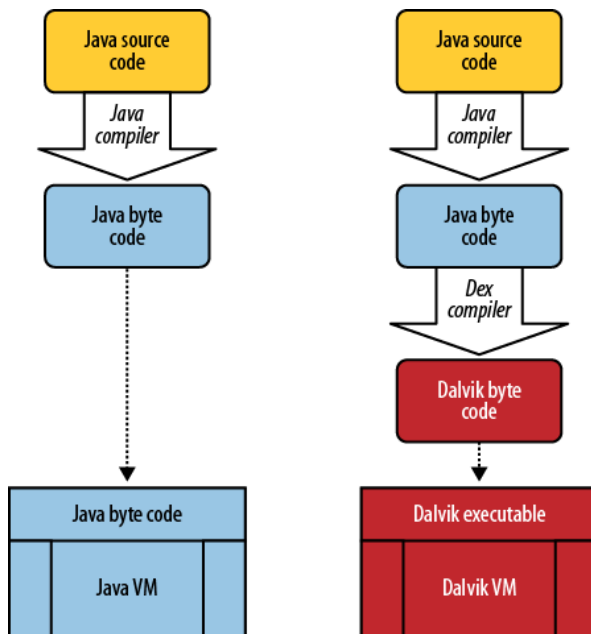 Java source
code
Java
compiler
Java byte
code
Java byte code
Java VM
Java source
code
Java
compiler
Java byte
code
Dex
compiler
Dalvik byte
code
Dalvik executable
Dalvik VM